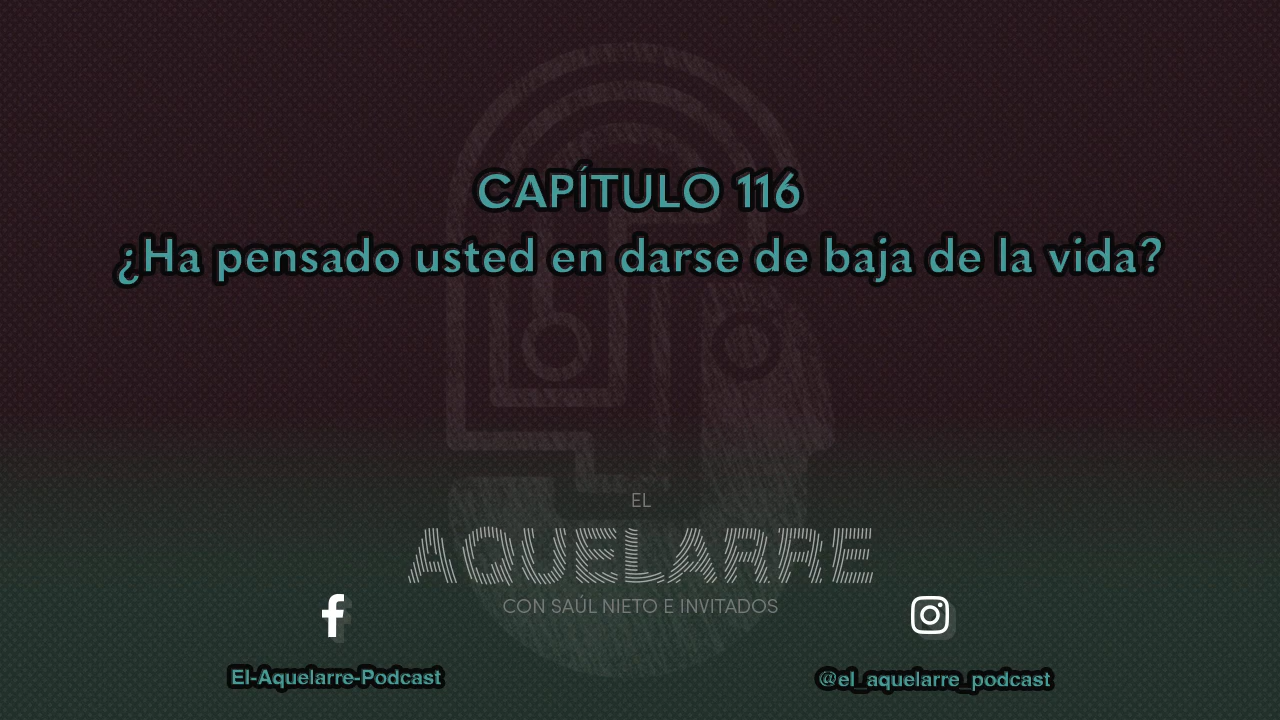 CAPÍTULO 116
¿Ha pensado usted en darse de baja de la vida?
EL
AQUELARRE
CON SAÚL NIETO E INVITADOS
El-Aquelarre-Podcast
@el_aquelarre_podcast